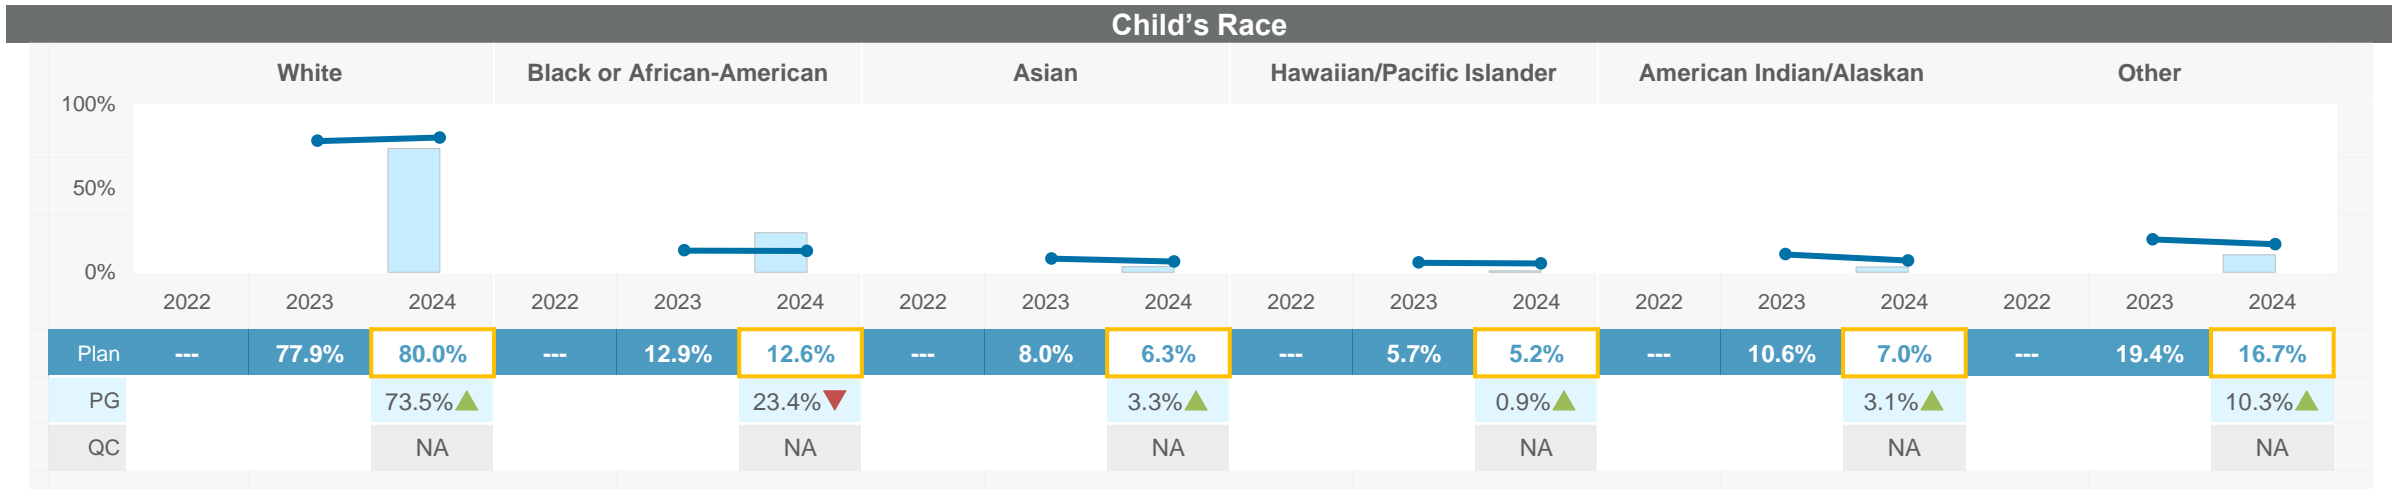 Child's Race
White Black or African-American Asian Hawaiian/Pacific Islander American Indian/Alaskan Other
100%
50%
0%
2022 2023 2024 2022 2023 2024 2022 2023 2024 2022 2023 2024 2022 2023 2024 2022 2023 2024
Plan --- 77.9% 80.0% --- 12.9% 12.6% --- 8.0% 6.3% --- 5.7% 5.2% --- 10.6% 7.0% --- 19.4% 16.7%
PG 73.5% 23.4% 3.3% 0.9% 3.1% 10.3%
QC NA NA NA NA NA NA